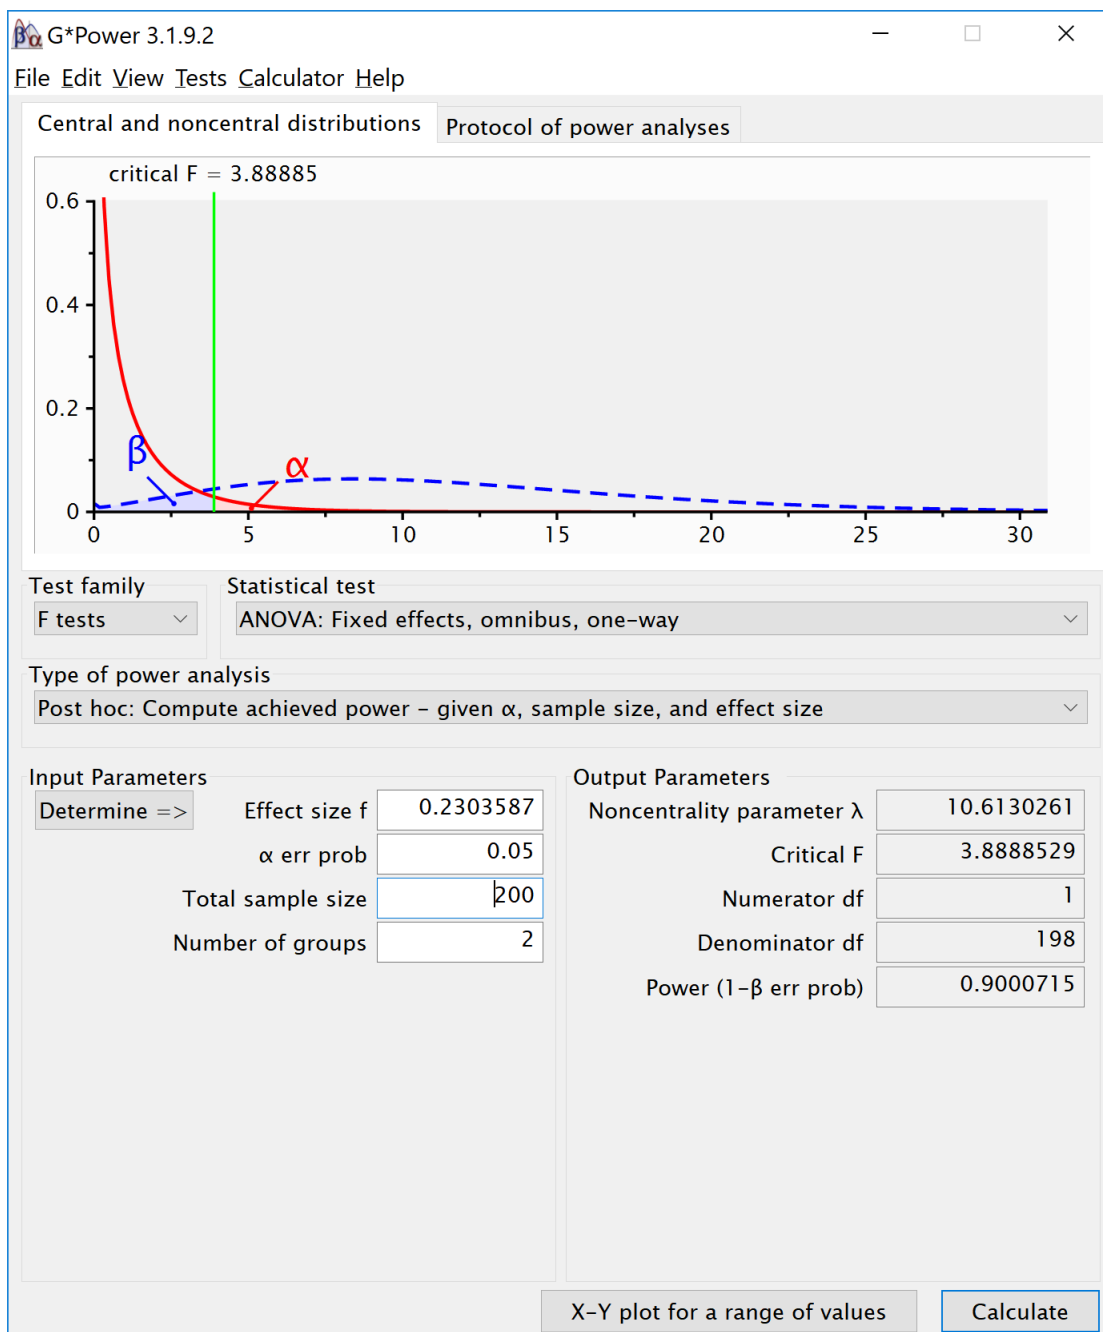 G*Power 3.1.9.2
File Edit View Tests Calculator Help
Central and noncentral distributions Protocol of power analyses
critical F = 3.88885
0.6
0.4
0.2
0
β
α
0 5 10 15 20 25 30
Test family Statistical test
F tests ANOVA: Fixed effects, omnibus, one-way
Type of power analysis
Post hoc: Compute achieved power - given α, sample size, and effect size
Input Parameters
Determine => Effect size f 0.2303587
α err prob 0.05
Total sample size 200
Number of groups 2
Output Parameters
Noncentrality parameter λ 10.6130261
Critical F 3.8888529
Numerator df 1
Denominator df 198
Power (1-β err prob) 0.9000715
X-Y plot for a range of values Calculate